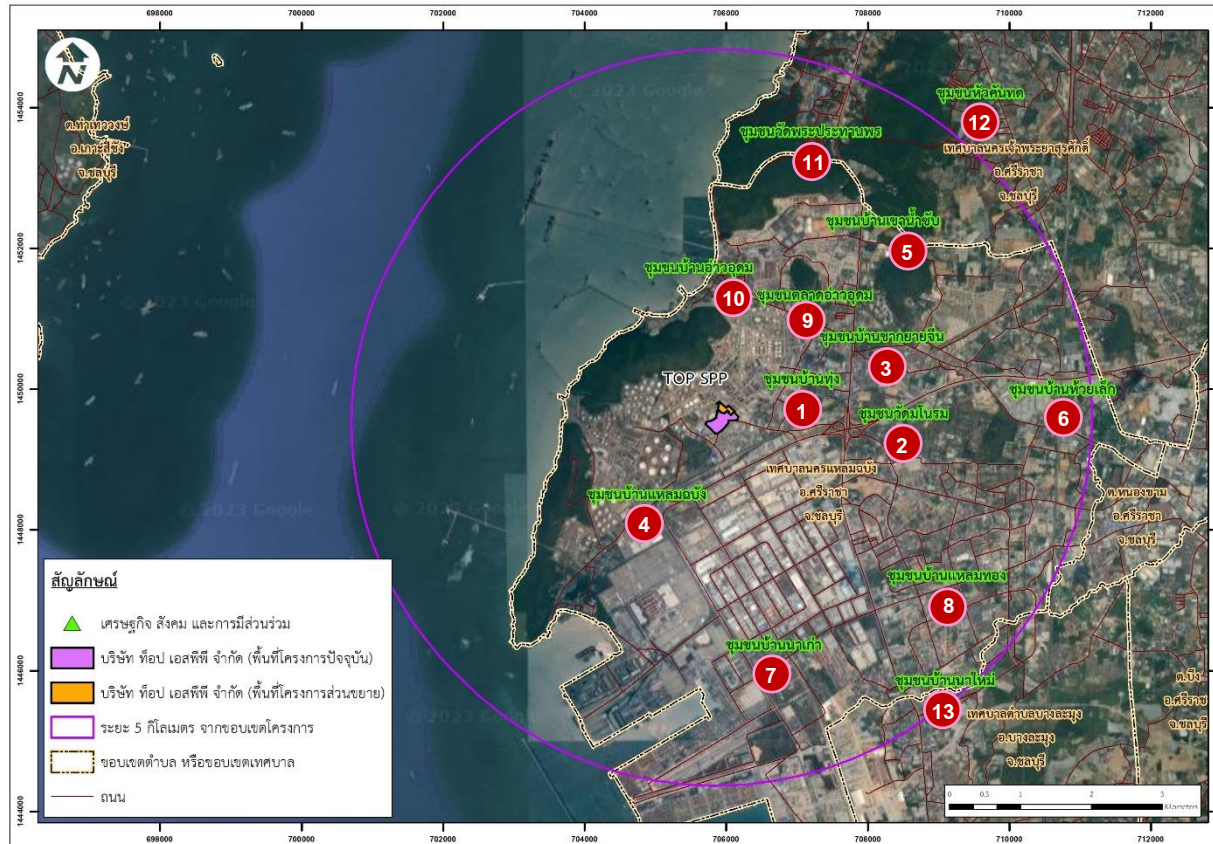 698000
700000
702000
704000
706000
708000
710000
712000
1454000
1452000
1450000
1448000
1446000
1444000
N
ต.ท่าเทววงษ์
อ.เกาะสีชัง
จ.ชลบุรี
© 2023 Google
ชุมชนหัวค้นทด
12
เทศบาลนครเจ้าพระยาสุรศักดิ์
อ.ศรีราชา
จ.ชลบุรี
ชุมชนวัดพระประทานพร
11
ชุมชนบ้านเขาน้ำซับ
5
ชุมชนบ้านอ่าวอุดม
10
ชุมชนตลาดอ่าวอุดม
9
ชุมชนบ้านชากยายจีน
3
TOP SPP
ชุมชนบ้านทุ่ง
1
ชุมชนบ้านห้วยเล็ก
6
ชุมชนวัดมโนรม
2
เทศบาลนครแหลมฉบัง
อ.ศรีราชา
จ.ชลบุรี
ต.หนองขาม
อ.ศรีราชา
จ.ชลบุรี
ชุมชนบ้านแหลมฉบัง
4
ชุมชนบ้านแหลมทอง
8
ชุมชนบ้านนาเก่า
7
ชุมชนบ้านนาใหม่
13
เทศบาลตำบลบางละมุง
อ.บางละมุง
จ.ชลบุรี
ต.บึง
อ.ศรีราชา
จ.ชลบุรี
สัญลักษณ์
เศรษฐกิจ สังคม และการมีส่วนร่วม
บริษัท ท็อป เอสพีพี จำกัด (พื้นที่โครงการปัจจุบัน)
บริษัท ท็อป เอสพีพี จำกัด (พื้นที่โครงการส่วนขยาย)
ระยะ 5 กิโลเมตร จากขอบเขตโครงการ
ขอบเขตตำบล หรือขอบเขตเทศบาล
ถนน
0 0.5 1 2 3
Kilometers
698000
700000
702000
704000
706000
708000
710000
712000